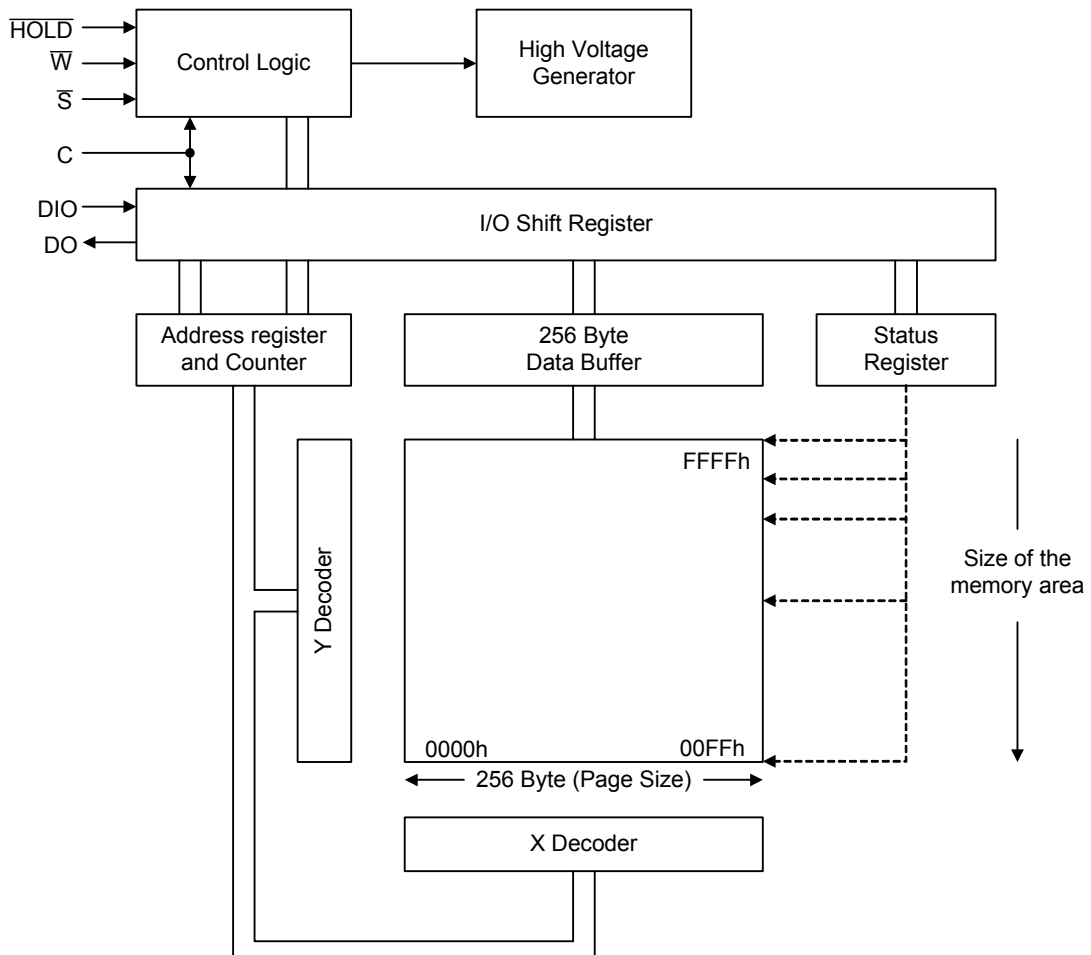 HOLD
W
S
C
Control Logic
High Voltage
Generator
DIO
DO
I/O Shift Register
Address register
and Counter
256 Byte
Data Buffer
Status
Register
Y Decoder
FFFFh
0000h
00FFh
256 Byte (Page Size)
Size of the
memory area
X Decoder